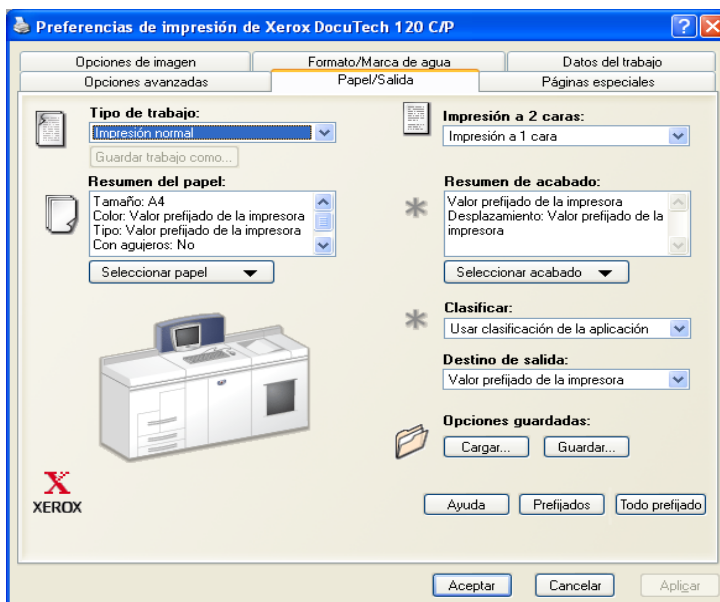 Preferencias de impresión de Xerox DocuTech 120 C/P
Opciones de imagen
Formato/Marca de agua
Datos del trabajo
Opciones avanzadas
Papel/Salida
Páginas especiales
Tipo de trabajo:
Impresión normal
Guardar trabajo como...
Resumen del papel:
Tamaño: A4
Color: Valor prefijado de la impresora
Tipo: Valor prefijado de la impresora
Con agujeros: No
Seleccionar papel
XEROX
Impresión a 2 caras:
Impresión a 1 cara
Resumen de acabado:
Valor prefijado de la impresora
Desplazamiento: Valor prefijado de la
impresora
Seleccionar acabado
Clasificar:
Usar clasificación de la aplicación
Destino de salida:
Valor prefijado de la impresora
Opciones guardadas:
Cargar...
Guardar...
Ayuda
Prefijados
Todo prefijado
Aceptar
Cancelar
Aplicar